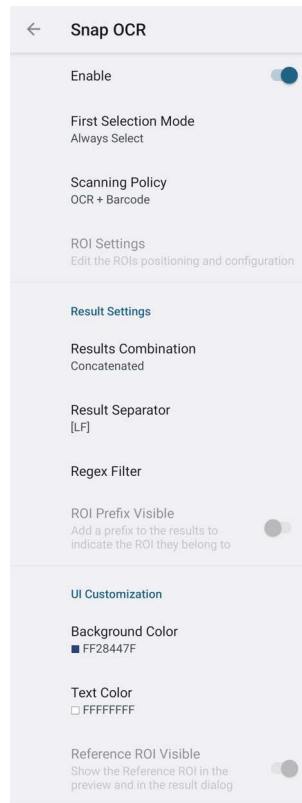 Snap OCR
Enable
First Selection Mode
Always Select
Scanning Policy
OCR + Barcode
ROI Settings
Edit the ROIs positioning and configuration
Result Settings
Results Combination
Concatenated
Result Separator
[LF]
Regex Filter
ROI Prefix Visible
Add a prefix to the results to
indicate the ROI they belong to
UI Customization
Background Color
FF28447F
Text Color
FFFFFFFF
Reference ROI Visible
Show the Reference ROI in the
preview and in the result dialog